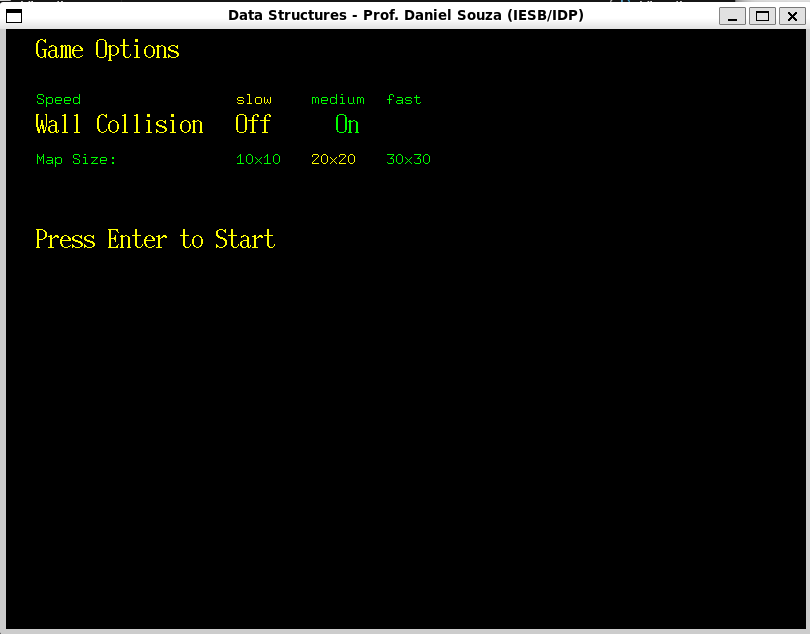 Data Structures - Prof. Daniel Souza (IESB/IDP)
Game Options
Speed slow medium fast
Wall Collision Off On
Map Size: 10x10 20x20 30x30
Press Enter to Start